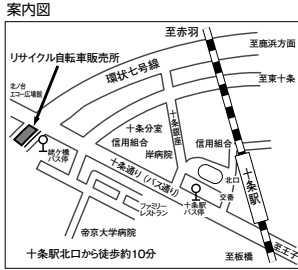 案内図
至赤羽
至鹿浜方面
リサイクル自転車販売所
環状七号線
至東十条
北ノ台
エコー広場館
十条分室
信用組合
十条銀座
岸病院
信用組合
姥ヶ橋
バス停
十条通り(バス通り)
北口
交番
十条駅
ファミリー
レストラン
十条駅
バス停
帝京大学病院
至王子
十条駅北口から徒歩約10分
至板橋